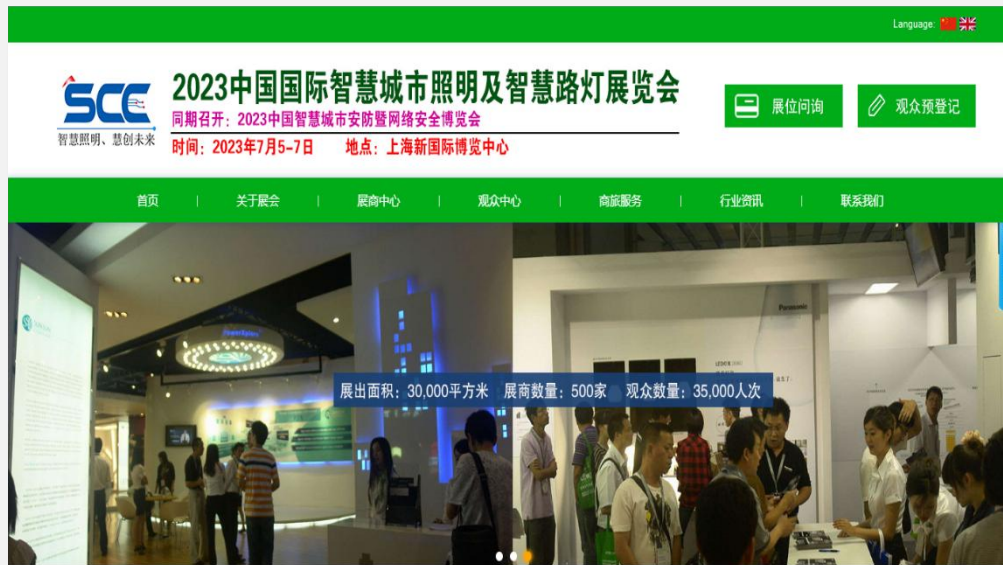 Language:
SCC
智慧照明、慧创未来
2023中国国际智慧城市照明及智慧路灯展览会
同期召开：2023中国智慧城市安防暨网络安全博览会
时间：2023年7月5-7日 地点：上海新国际博览中心
展位问询
观众预登记
首页 | 关于展会 | 展商中心 | 观众中心 | 商旅服务 | 行业资讯 | 联系我们
Panasonic
展出面积：30,000平方米 展商数量：500家 观众数量：35,000人次